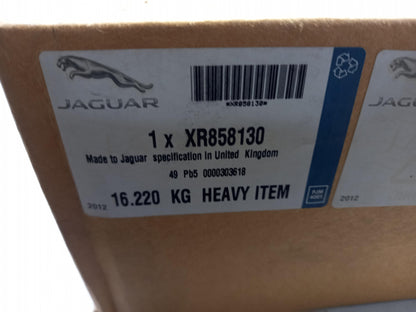 *XR858130*
JAGUAR
1 x XR858130
Made to Jaguar specification in United Kingdom
49 Pb5 0000303618
16.220 KG HEAVY ITEM
2012
JAGUAR
2012